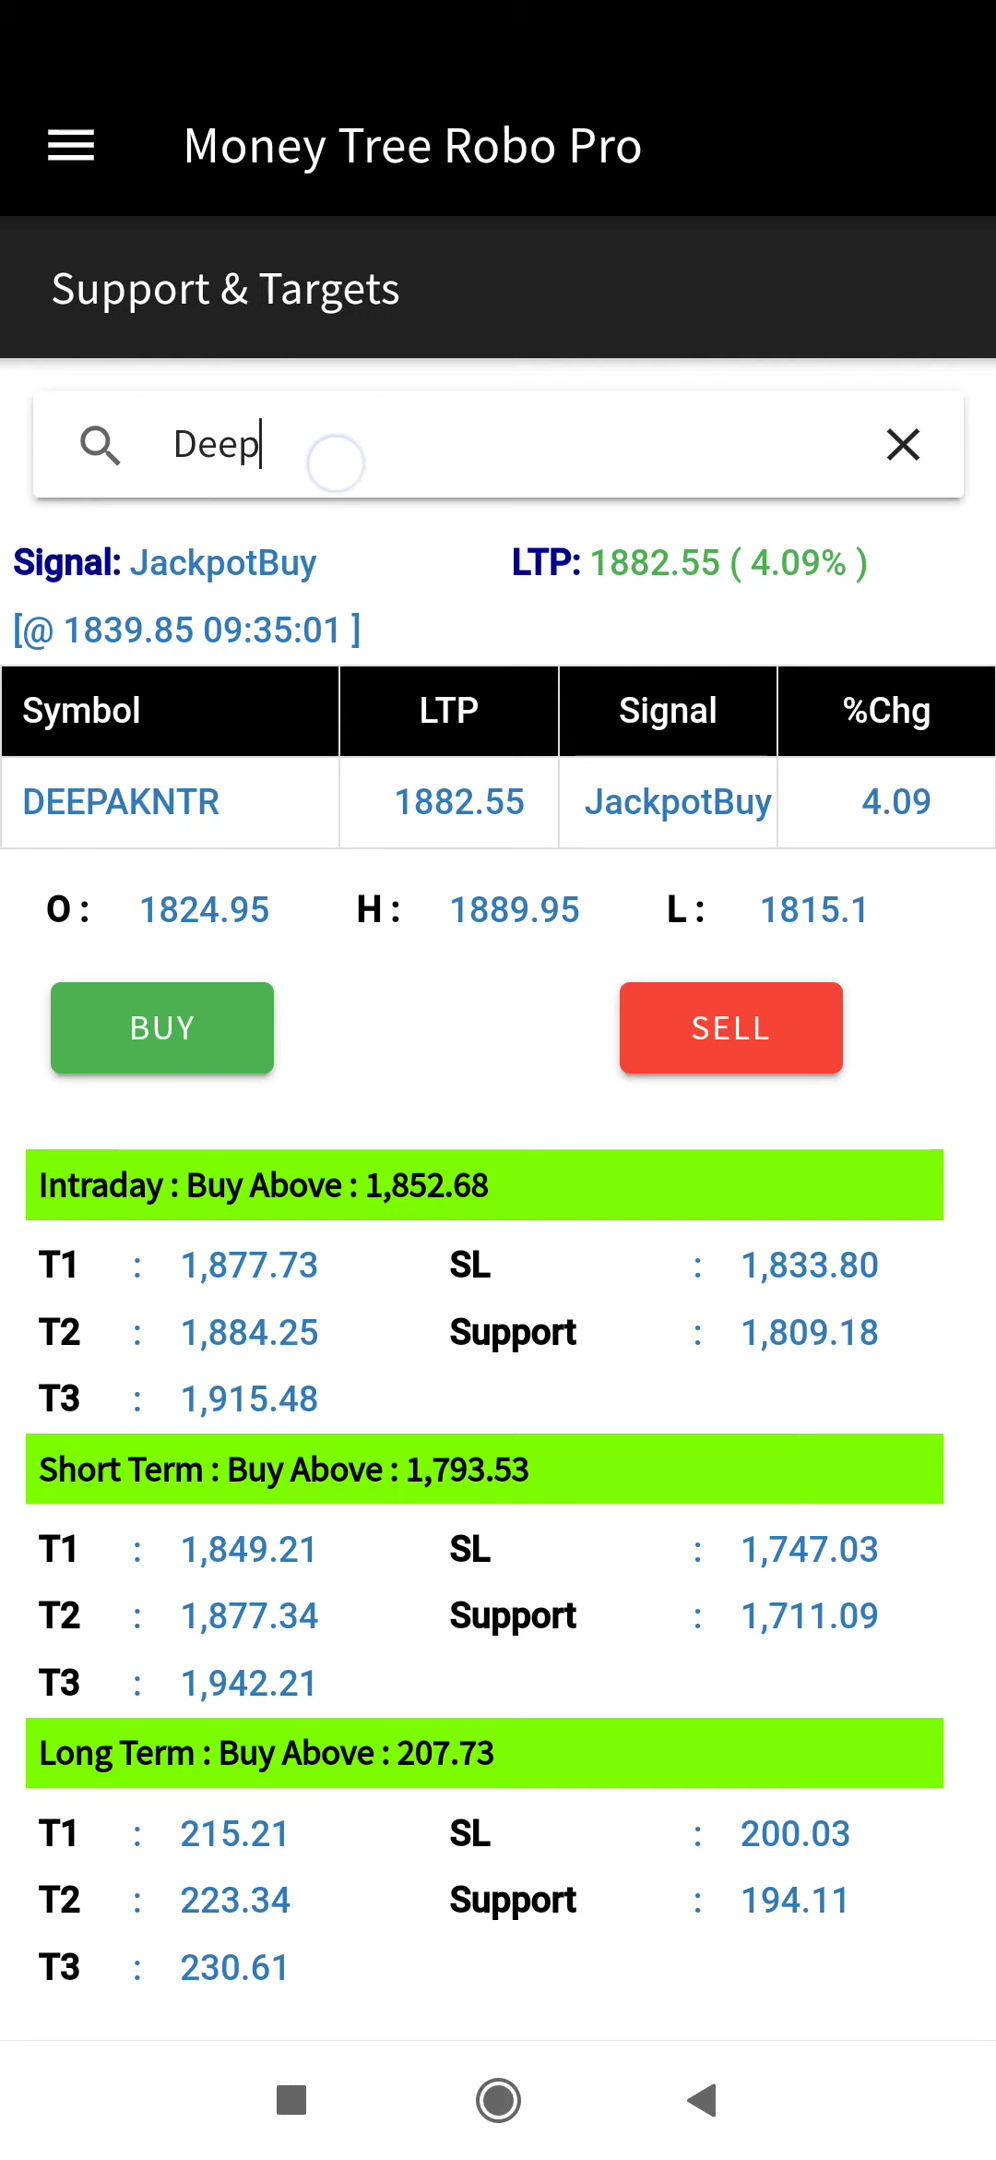 Money Tree Robo Pro
Support & Targets
Deep
Signal: JackpotBuy LTP: 1882.55 ( 4.09% )
[@ 1839.85 09:35:01 ]
Symbol LTP Signal %Chg
DEEPAKNTR 1882.55 JackpotBuy 4.09
O : 1824.95 H : 1889.95 L : 1815.1
BUY SELL
Intraday : Buy Above : 1,852.68
T1 : 1,877.73 SL : 1,833.80
T2 : 1,884.25 Support : 1,809.18
T3 : 1,915.48
Short Term : Buy Above : 1,793.53
T1 : 1,849.21 SL : 1,747.03
T2 : 1,877.34 Support : 1,711.09
T3 : 1,942.21
Long Term : Buy Above : 207.73
T1 : 215.21 SL : 200.03
T2 : 223.34 Support : 194.11
T3 : 230.61